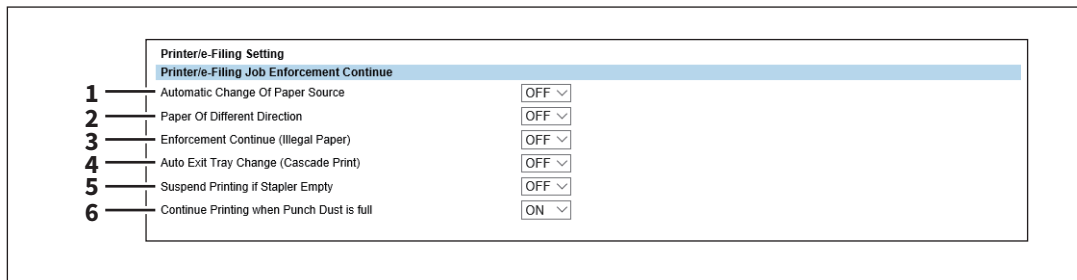 Printer/e-Filing Setting
Printer/e-Filing Job Enforcement Continue
1 Automatic Change Of Paper Source OFF
2 Paper Of Different Direction OFF
3 Enforcement Continue (Illegal Paper) OFF
4 Auto Exit Tray Change (Cascade Print) OFF
5 Suspend Printing if Stapler Empty OFF
6 Continue Printing when Punch Dust is full ON